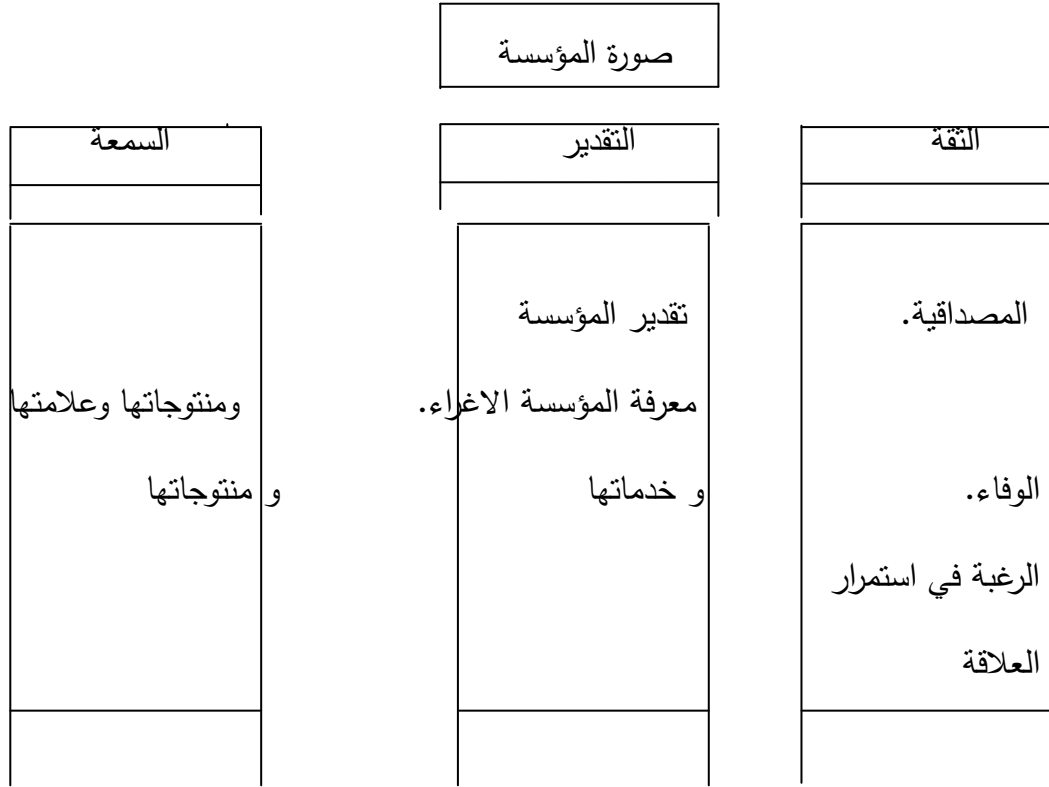 صورة المؤسسة
الثقة
التقدير
السمعة
المصداقية.
تقدير المؤسسة
معرفة المؤسسة الاغراء.
ومنتوجاتها وعلامتها
الوفاء.
و خدماتها
و منتوجاتها
الرغبة في استمرار
العلاقة